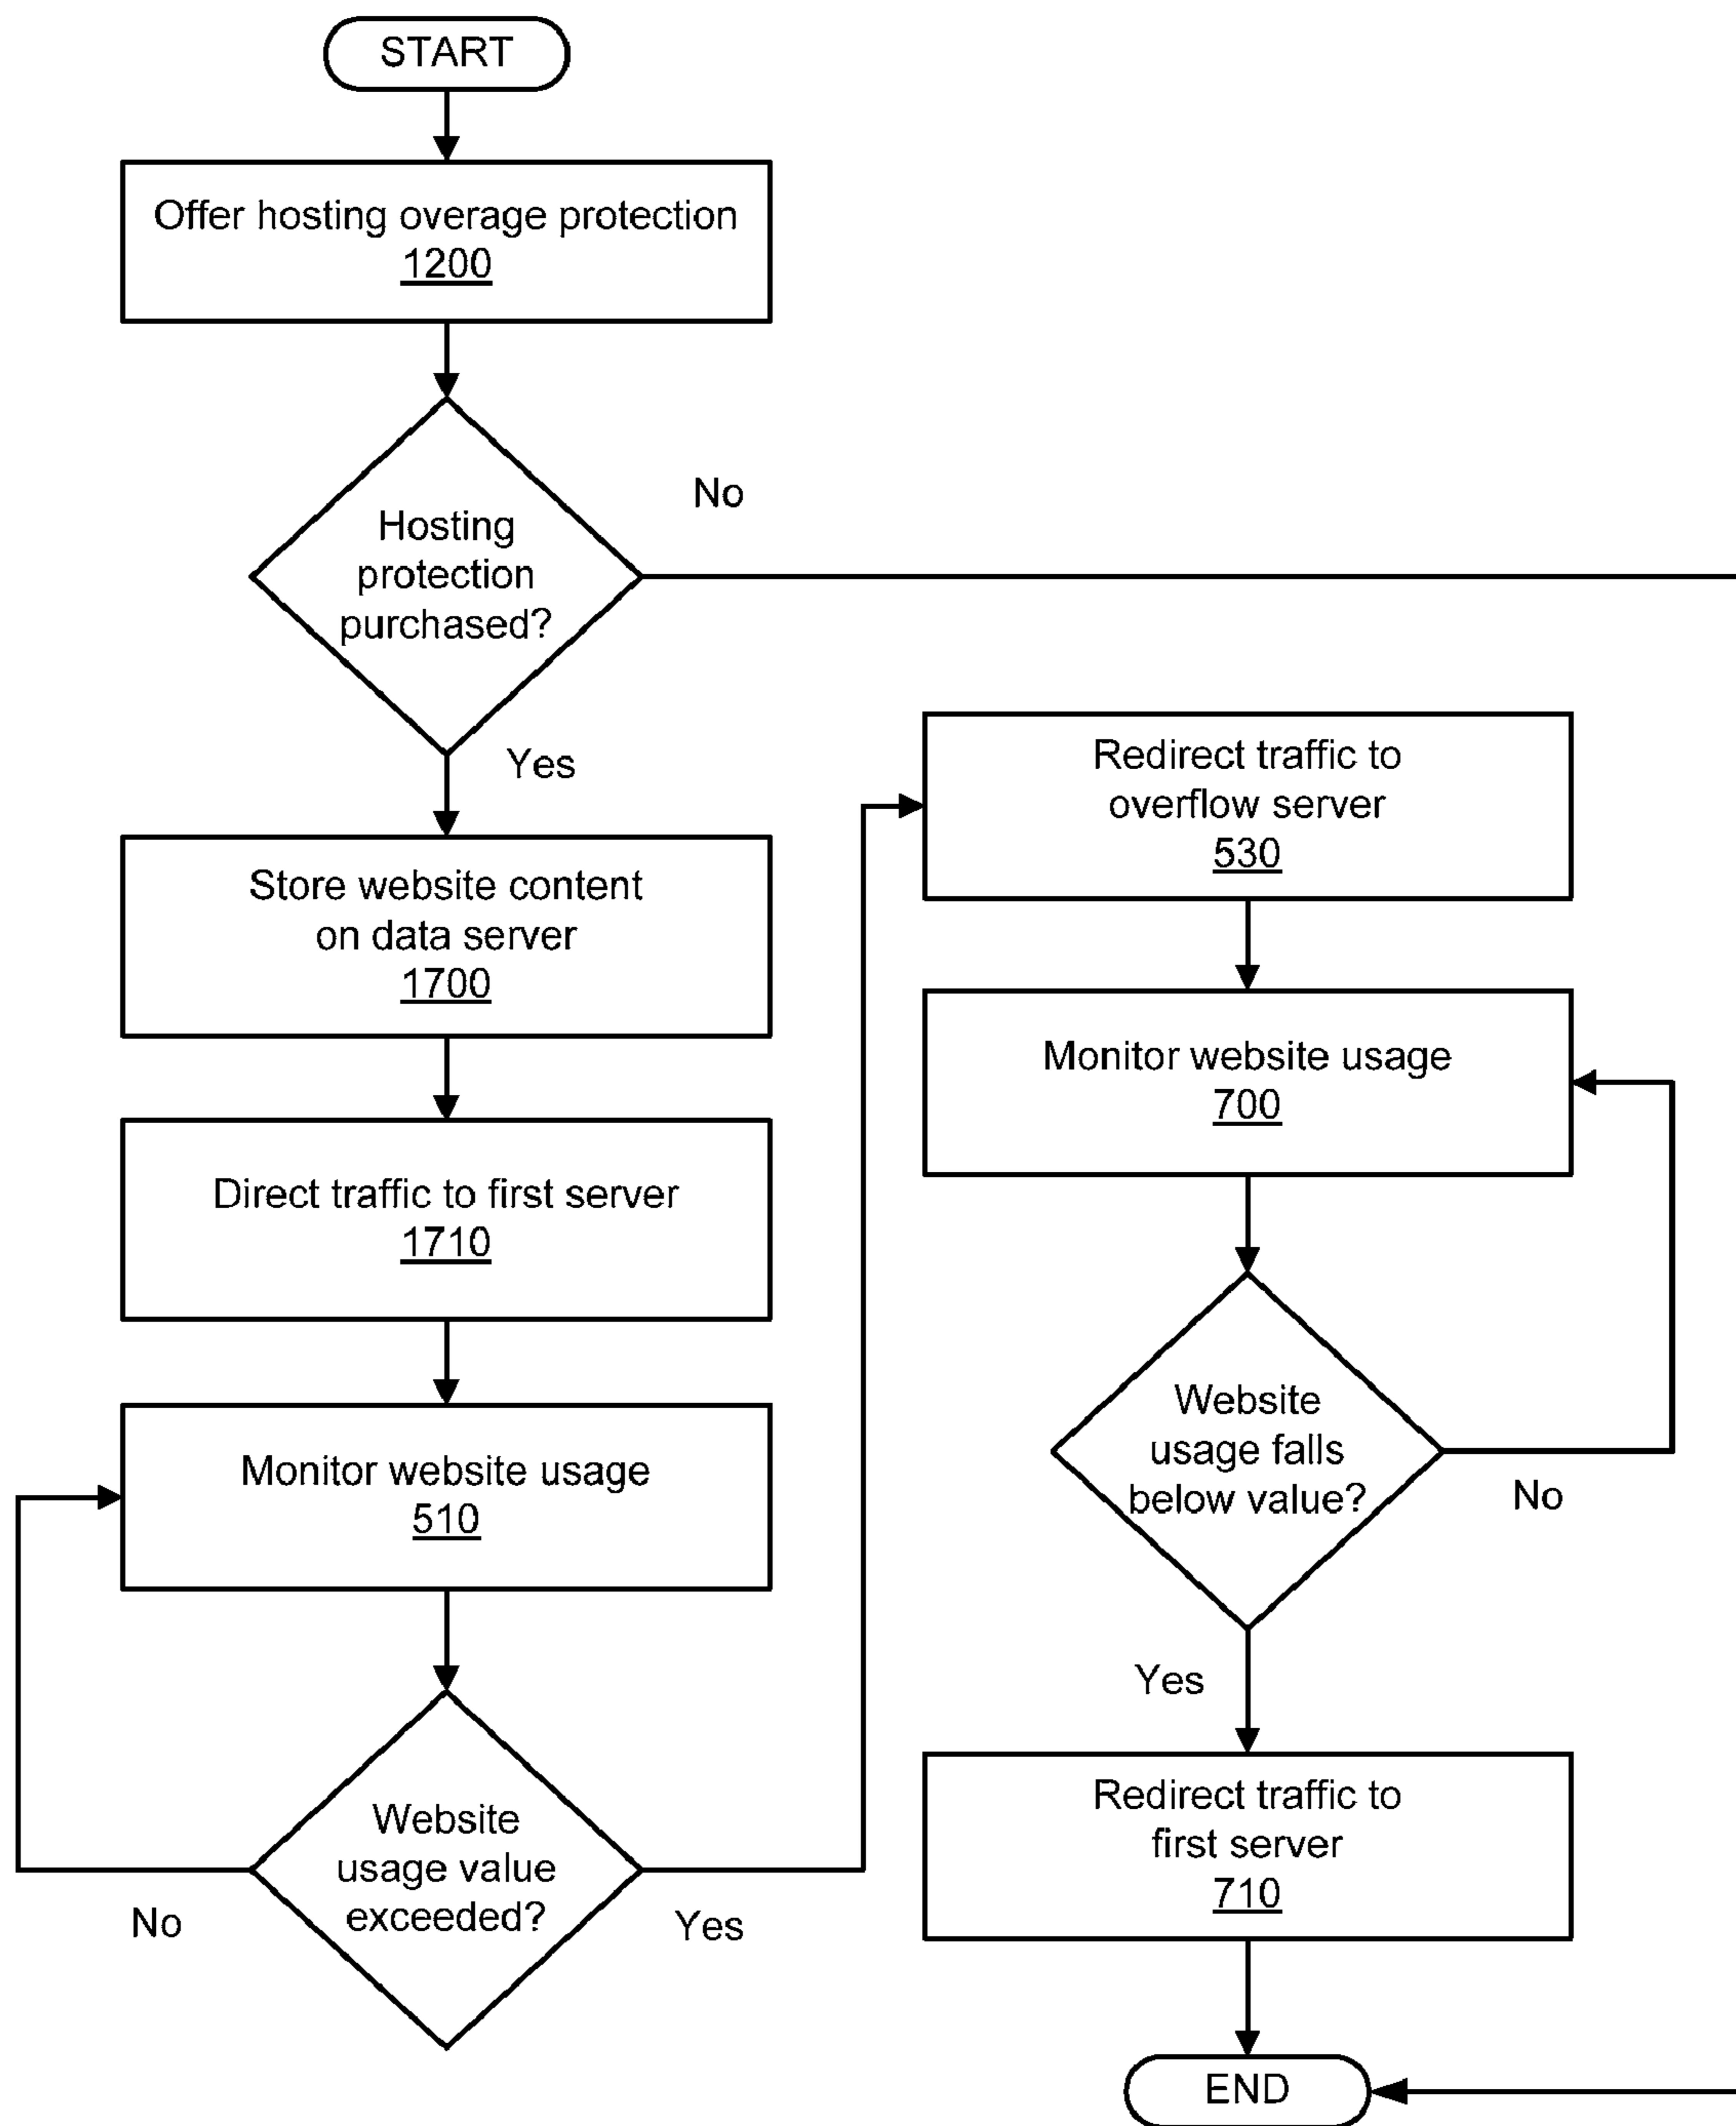 START
Offer hosting overage protection
1200
Hosting
protection
purchased?
No
Yes
Store website content
on data server
1700
Direct traffic to first server
1710
Monitor website usage
510
Website
usage value
exceeded?
No
Yes
Redirect traffic to
overflow server
530
Monitor website usage
700
Website
usage falls
below value?
No
Yes
Redirect traffic to
first server
710
END